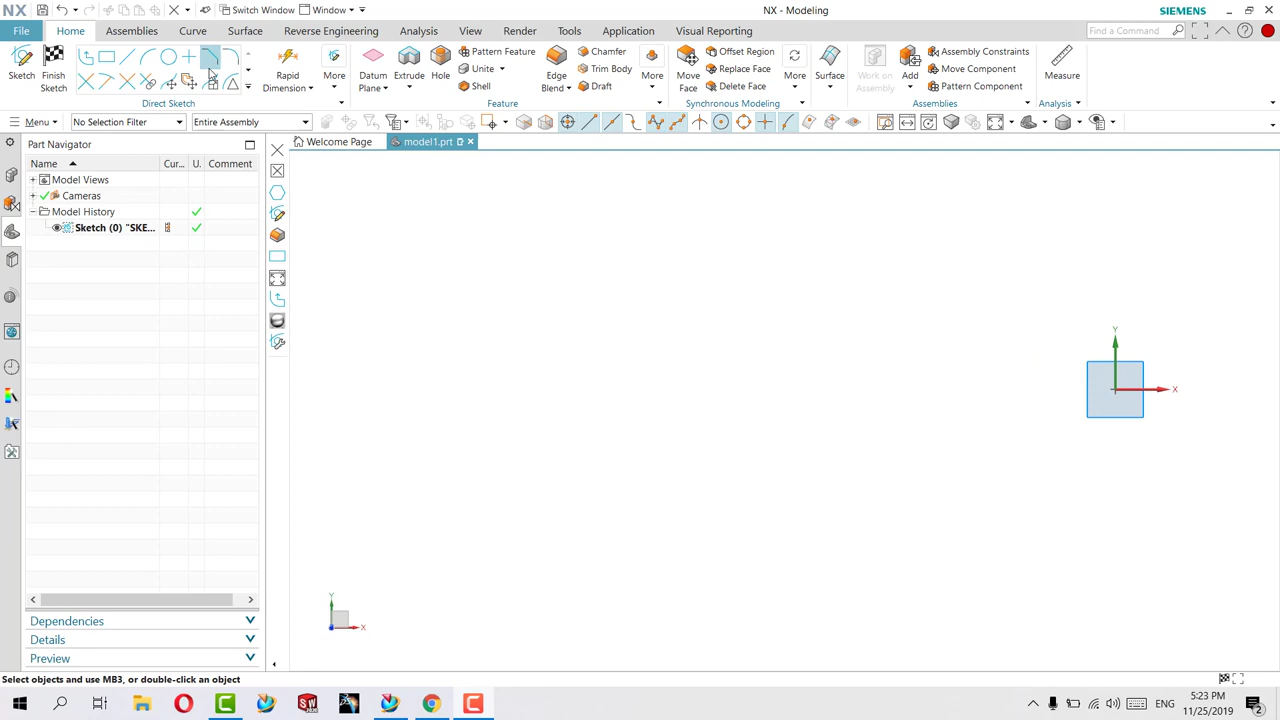 NX
Switch Window
Window
NX - Modeling
SIEMENS
File
Home
Assemblies
Curve
Surface
Reverse Engineering
Analysis
View
Render
Tools
Application
Visual Reporting
Find a Command
Sketch
Finish Sketch
Direct Sketch
Rapid Dimension
More
Datum Plane
Extrude
Hole
Pattern Feature
Unite
Shell
Feature
Edge Blend
Chamfer
Trim Body
Draft
More
Move Face
Offset Region
Replace Face
Delete Face
Synchronous Modeling
More
Surface
Work on Assembly
Add
Assembly Constraints
Move Component
Pattern Component
Assemblies
Measure
Analysis
Menu
No Selection Filter
Entire Assembly
Part Navigator
Welcome Page
model1.prt
Name
Cur...
U.
Comment
Model Views
Cameras
Model History
Sketch (0) "SKE...
Y
X
Y
X
Dependencies
Details
Preview
Select objects and use MB3, or double-click an object
ENG
5:23 PM
11/25/2019
2